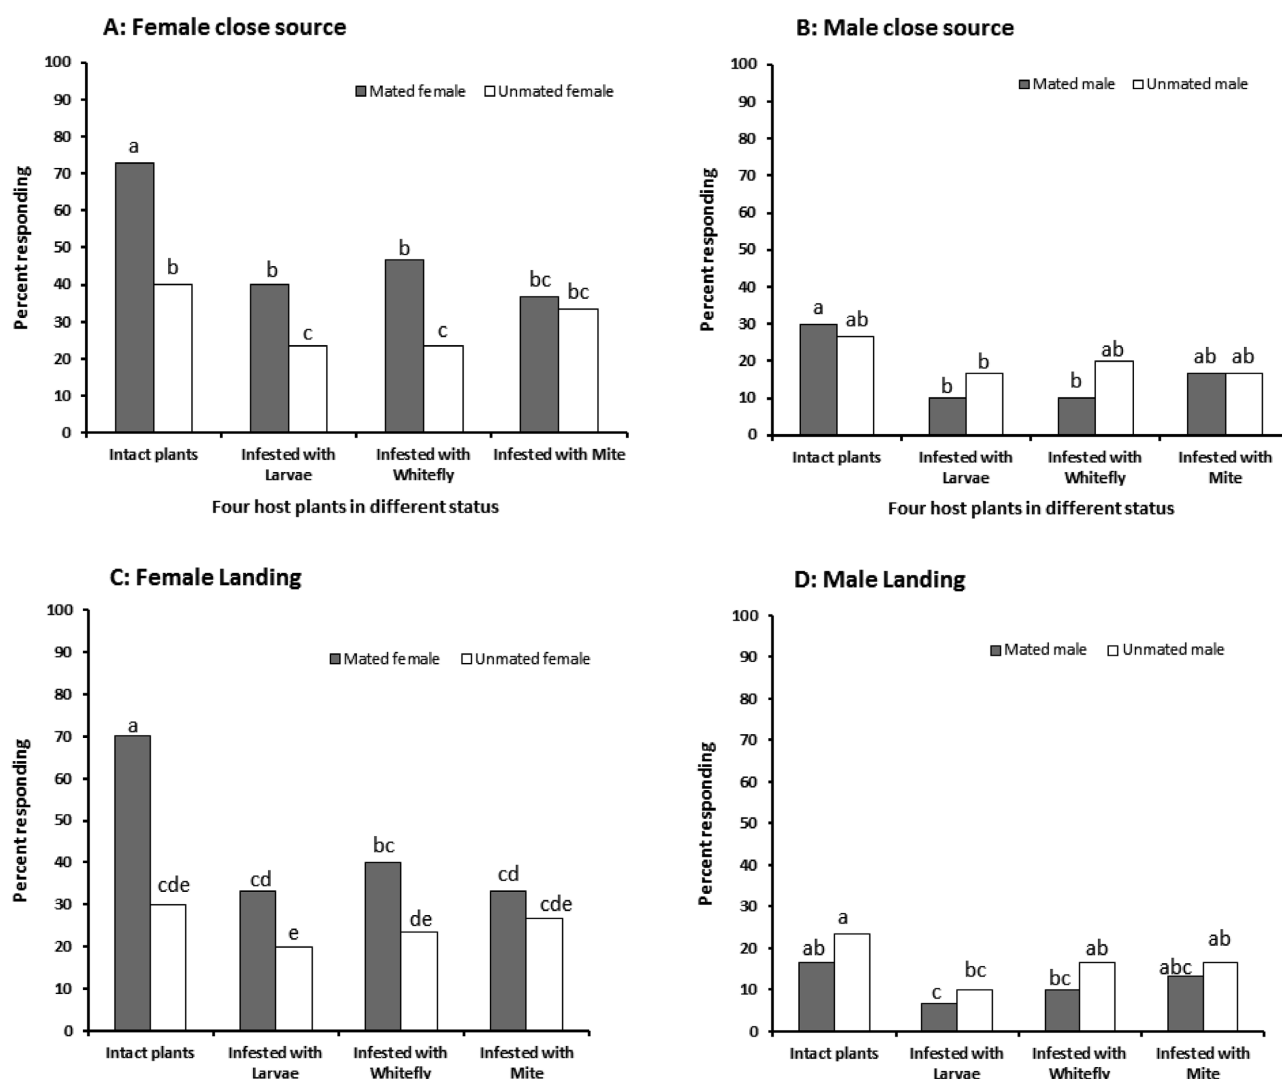 A: Female close source
100
90
80
70
60
50
40
30
20
10
0
Percent responding
Mated female Unmated female
a b b c b c bc bc
Intact plants Infested with Larvae Infested with Whitefly Infested with Mite
Four host plants in different status
B: Male close source
100
90
80
70
60
50
40
30
20
10
0
Percent responding
Mated male Unmated male
a ab b b b ab ab ab
Intact plants Infested with Larvae Infested with Whitefly Infested with Mite
Four host plants in different status
C: Female Landing
100
90
80
70
60
50
40
30
20
10
0
Percent responding
Mated female Unmated female
a cde cd e bc de cd cde
Intact plants Infested with Larvae Infested with Whitefly Infested with Mite
D: Male Landing
100
90
80
70
60
50
40
30
20
10
0
Percent responding
Mated male Unmated male
ab a c bc bc ab abc ab
Intact plants Infested with Larvae Infested with Whitefly Infested with Mite